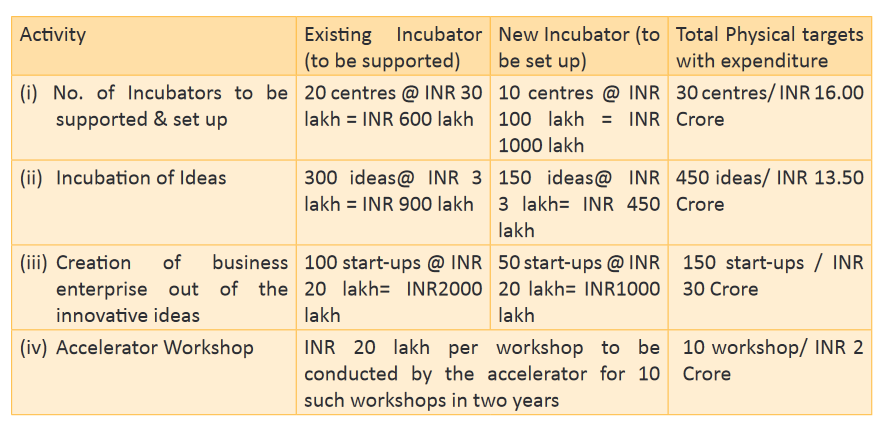 Activity
Existing Incubator
(to be supported)
New Incubator (to
be set up)
Total Physical targets
with expenditure
(i) No. of Incubators to be
supported & set up
20 centres @ INR 30
lakh = INR 600 lakh
10 centres @ INR
100 lakh = INR
1000 lakh
30 centres/ INR 16.00
Crore
(ii) Incubation of Ideas
300 ideas@ INR 3
lakh = INR 900 lakh
150 ideas@ INR
3 lakh= INR 450
lakh
450 ideas/ INR 13.50
Crore
(iii) Creation of business
enterprise out of the
innovative ideas
100 start-ups @ INR
20 lakh= INR2000
lakh
50 start-ups @ INR
20 lakh= INR1000
lakh
150 start-ups / INR
30 Crore
(iv) Accelerator Workshop
INR 20 lakh per workshop to be
conducted by the accelerator for 10
such workshops in two years
10 workshop/ INR 2
Crore